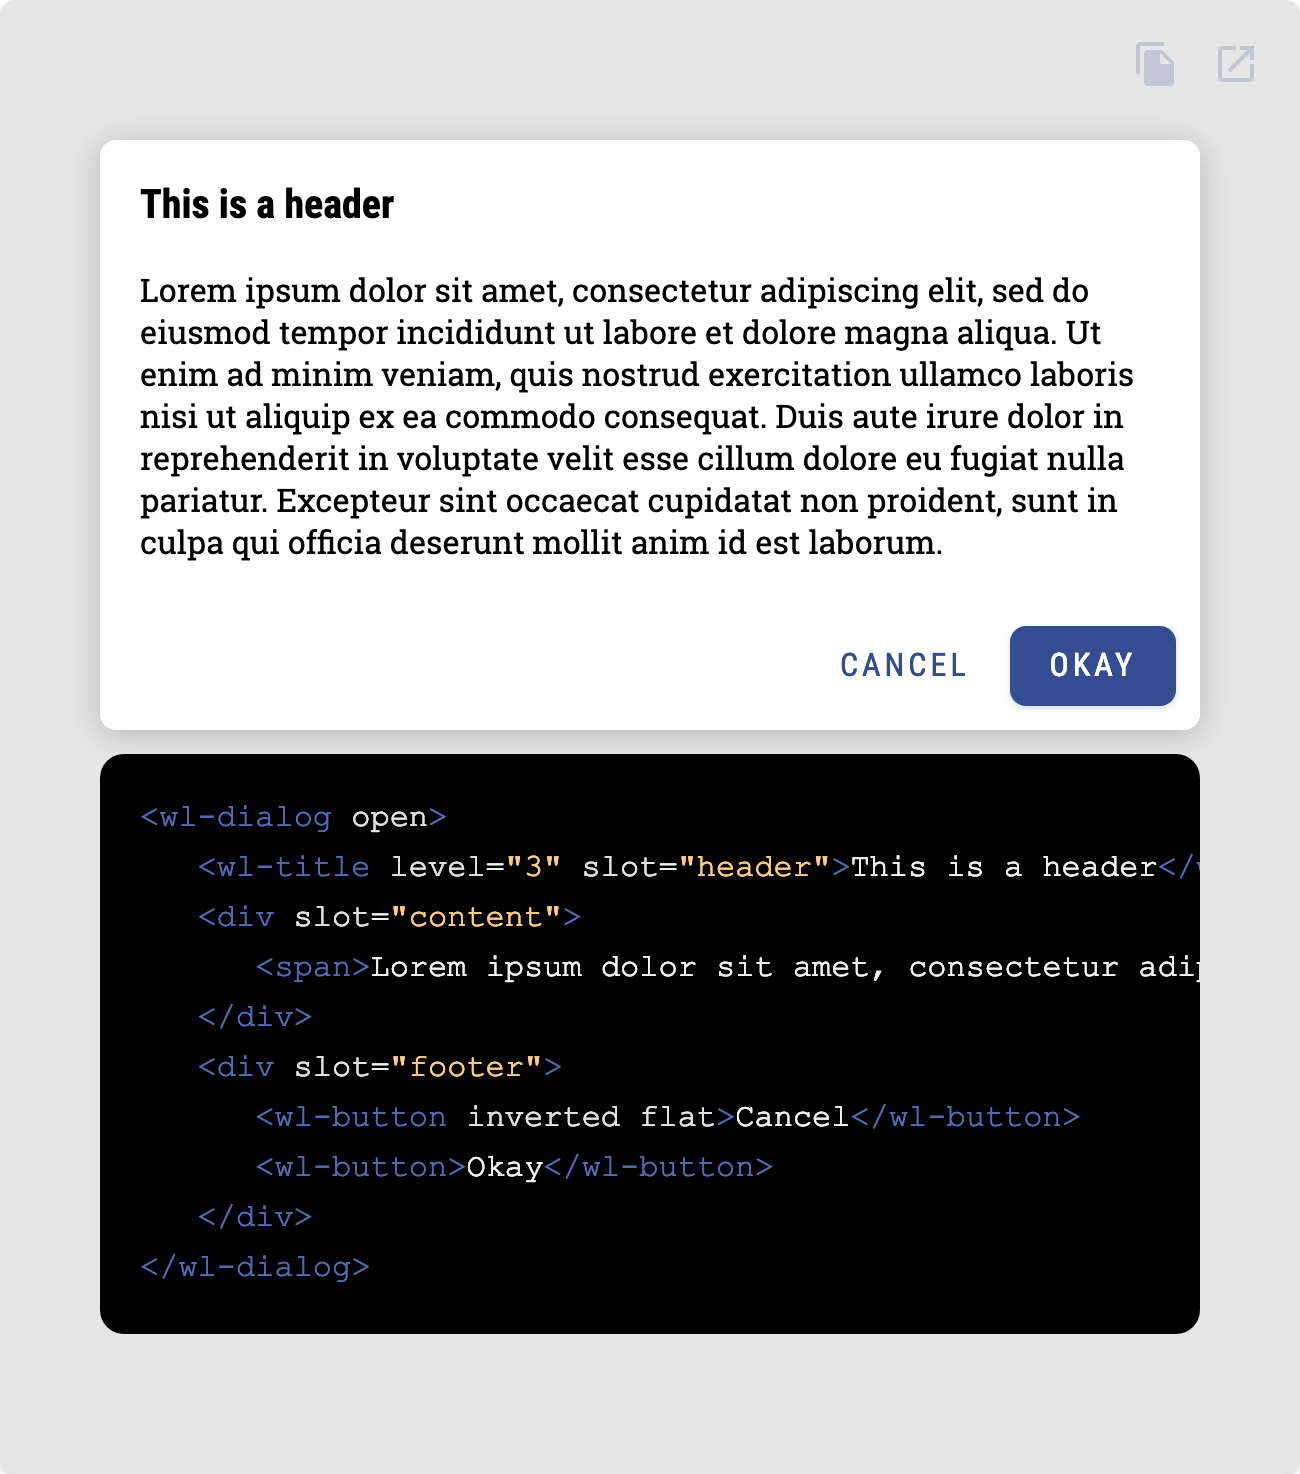 This is a header
Lorem ipsum dolor sit amet, consectetur adipiscing elit, sed do
eiusmod tempor incididunt ut labore et dolore magna aliqua. Ut
enim ad minim veniam, quis nostrud exercitation ullamco laboris
nisi ut aliquip ex ea commodo consequat. Duis aute irure dolor in
reprehenderit in voluptate velit esse cillum dolore eu fugiat nulla
pariatur. Excepteur sint occaecat cupidatat non proident, sunt in
culpa qui officia deserunt mollit anim id est laborum.
CANCEL OKAY
<wl-dialog open>
<wl-title level="3" slot="header">This is a header</
<div slot="content">
<span>Lorem ipsum dolor sit amet, consectetur adi
</div>
<div slot="footer">
<wl-button inverted flat>Cancel</wl-button>
<wl-button>Okay</wl-button>
</div>
</wl-dialog>